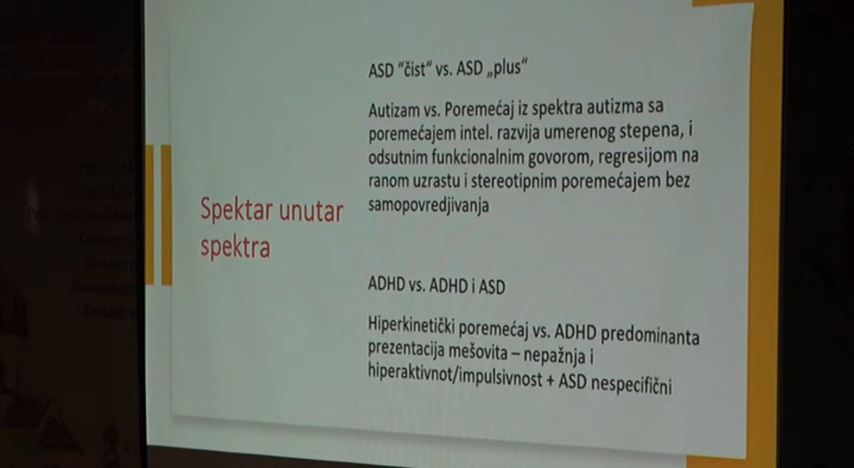 Spektar unutar
spektra
ASD “čist“ vs. ASD „plus“
Autizam vs. Poremećaj iz spektra autizma sa
poremećajem intel. razvija umerenog stepena, i
odsutnim funkcionalnim govorom, regresijom na
ranom uzrastu i stereotipnim poremećajem bez
samopovredjivanja
ADHD vs. ADHD i ASD
Hiperkinetički poremećaj vs. ADHD predominanta
prezentacija mešovita – nepažnja i
hiperaktivnot/impulsivnost + ASD nespecifični